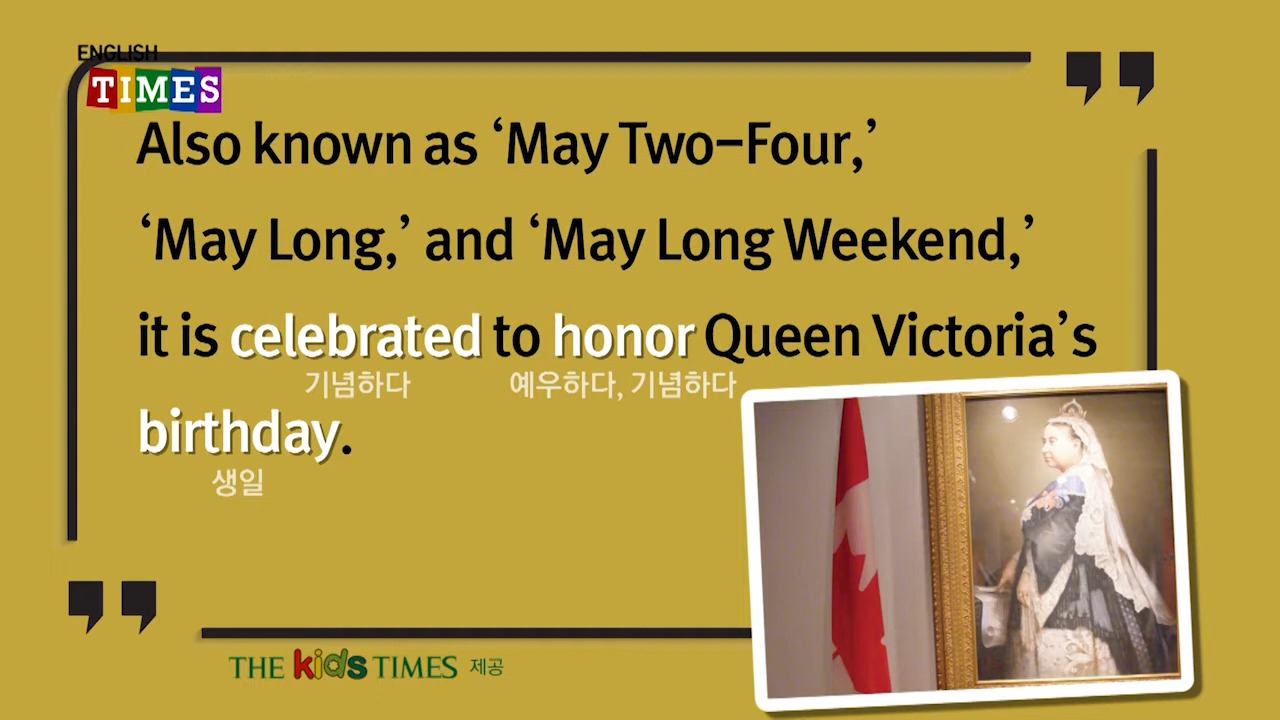 ENGLISH
TIMES
Also known as ‘May Two-Four,’
‘May Long,’ and ‘May Long Weekend,’
it is celebrated to honor Queen Victoria’s
기념하다 예우하다, 기념하다
birthday.
생일
THE kids TIMES 제공